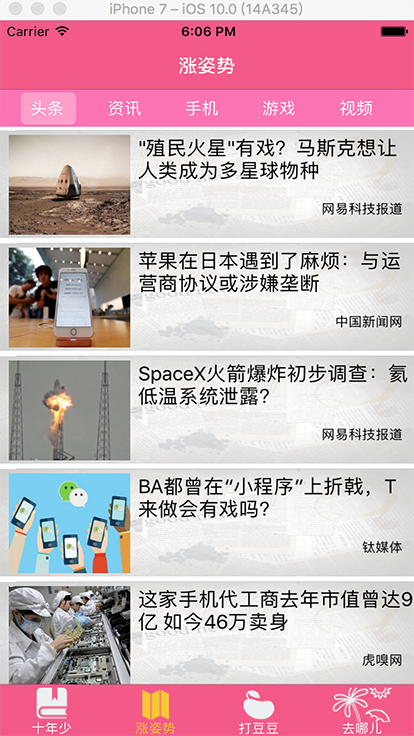 iPhone 7 – iOS 10.0 (14A345)
Carrier 6:06 PM
涨姿势
头条 资讯 手机 游戏 视频
"殖民火星"有戏？马斯克想让
人类成为多星球物种
网易科技报道
苹果在日本遇到了麻烦：与运
营商协议或涉嫌垄断
中国新闻网
SpaceX火箭爆炸初步调查：氦
低温系统泄露？
网易科技报道
BA都曾在“小程序”上折戟，T
来做会有戏吗？
钛媒体
这家手机代工商去年市值曾达9
亿 如今46万卖身
虎嗅网
十年少 涨姿势 打豆豆 去哪儿